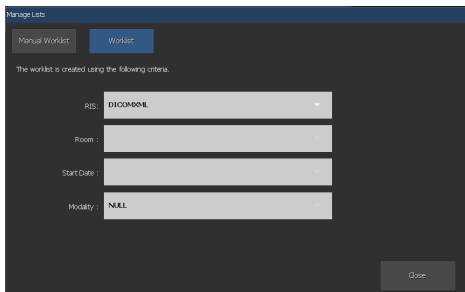 Manage Lists
Manual Worklist
Worklist
The worklist is created using the following criteria.
RIS:
DICOMXML
Room :
Start Date :
Modality :
NULL
Close